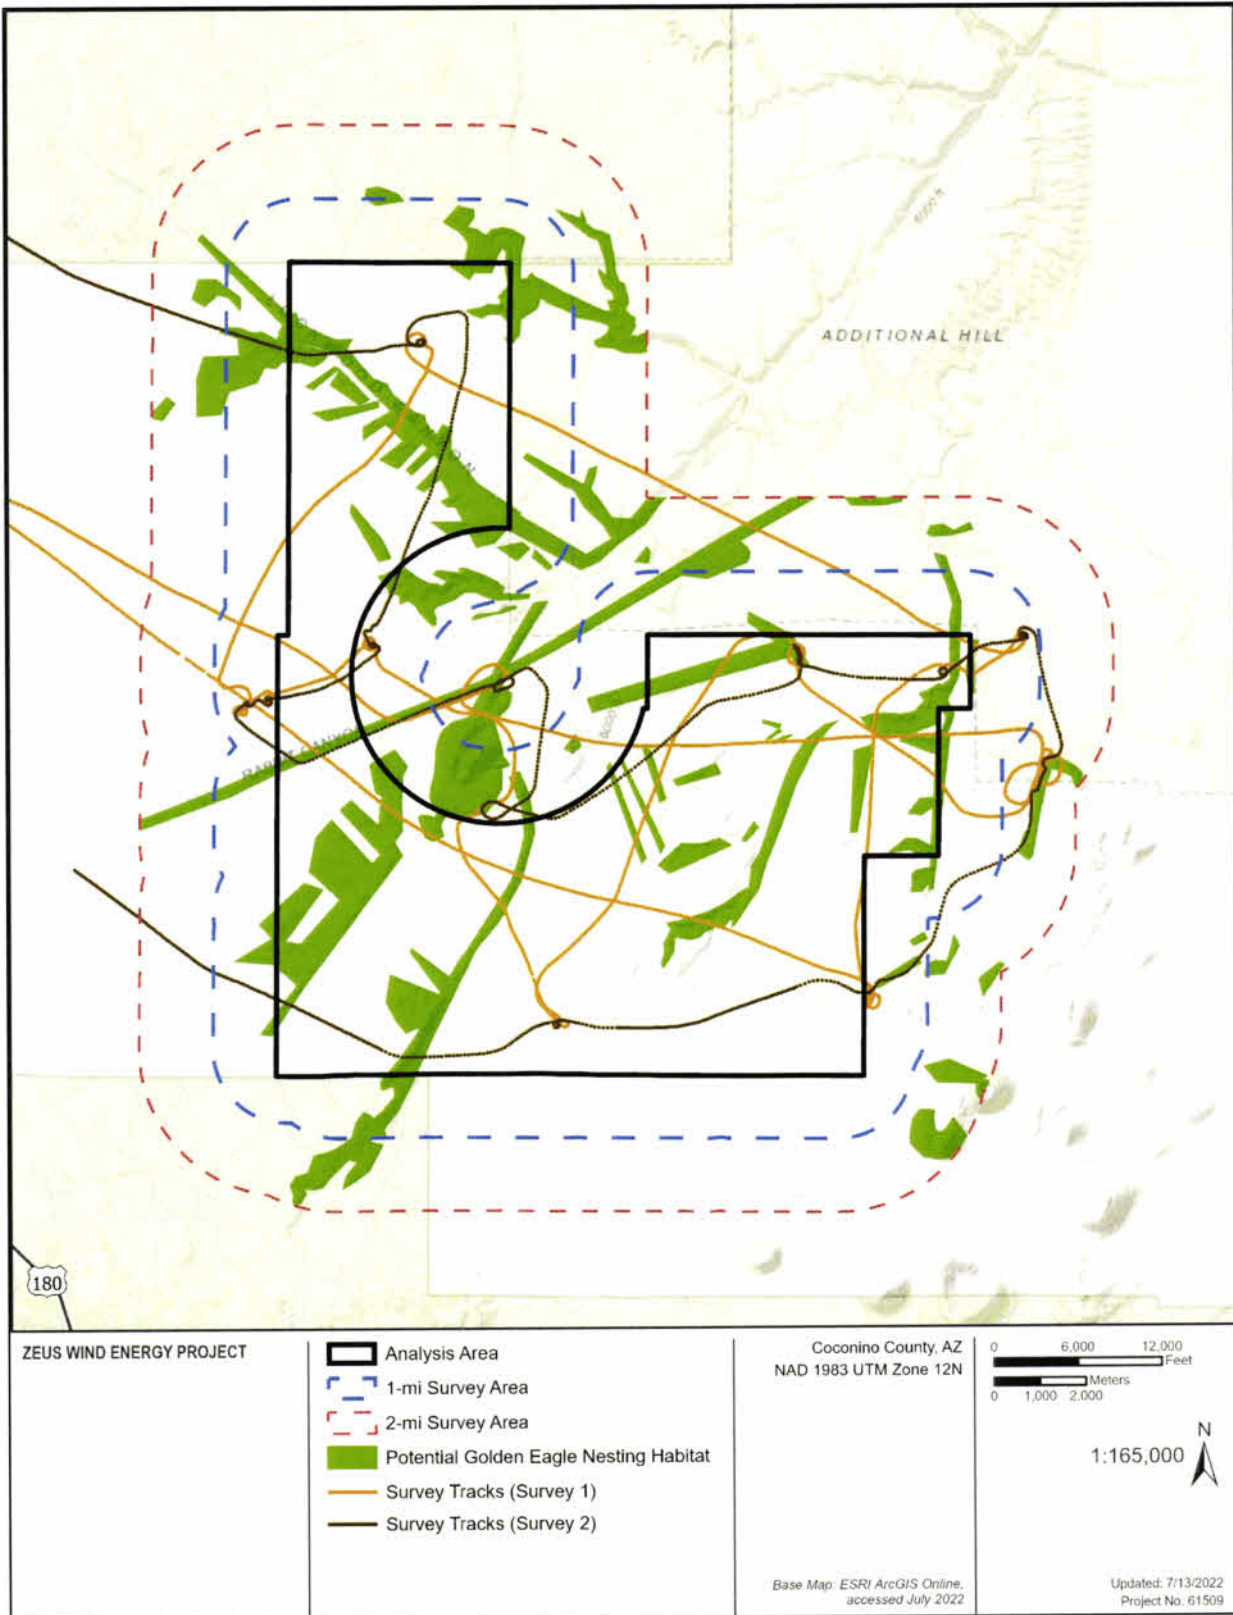 6000 ft
ADDITIONAL HILL
6000
180
ZEUS WIND ENERGY PROJECT
Analysis Area
1-mi Survey Area
2-mi Survey Area
Potential Golden Eagle Nesting Habitat
Survey Tracks (Survey 1)
Survey Tracks (Survey 2)
Coconino County, AZ
NAD 1983 UTM Zone 12N
Base Map: ESRI ArcGIS Online,
accessed July 2022
0 6,000 12,000
Feet
Meters
0 1,000 2,000
N
1:165,000
Updated: 7/13/2022
Project No. 61509